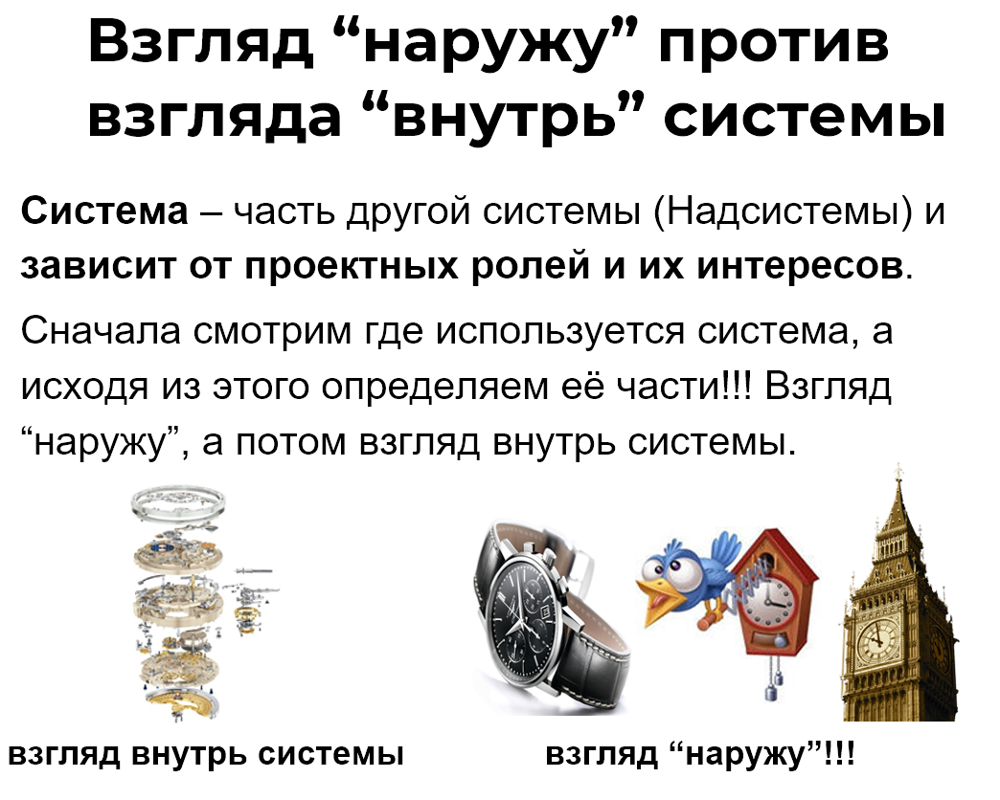 Взгляд “наружу” против
взгляда “внутрь” системы
Система – часть другой системы (Надсистемы) и
зависит от проектных ролей и их интересов.
Сначала смотрим где используется система, а
исходя из этого определяем её части!!! Взгляд
“наружу”, а потом взгляд внутрь системы.
взгляд внутрь системы
взгляд “наружу”!!!